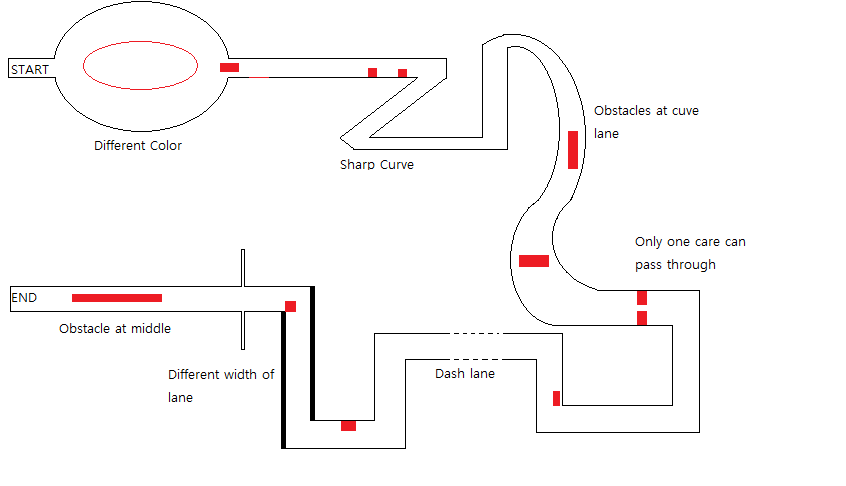 START
Different Color
Sharp Curve
Obstacles at cuve
lane
Only one care can
pass through
END
Obstacle at middle
Different width of
lane
Dash lane